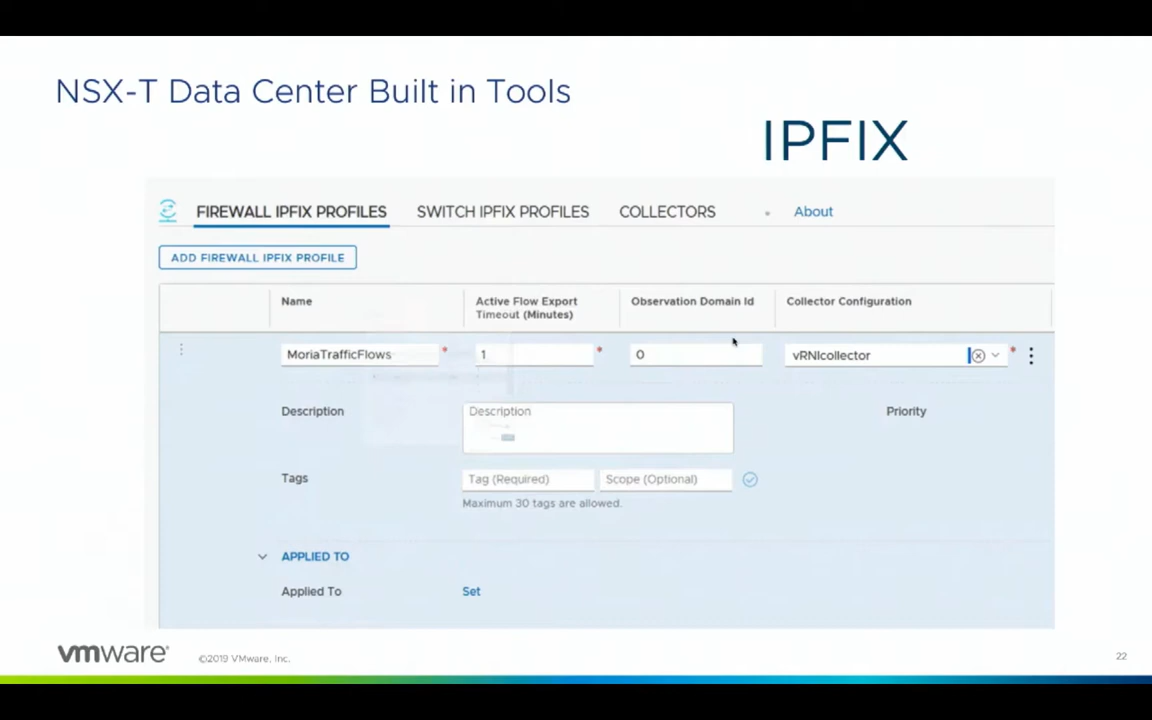 NSX-T Data Center Built in Tools
IPFIX
FIREWALL IPFIX PROFILES SWITCH IPFIX PROFILES COLLECTORS About
ADD FIREWALL IPFIX PROFILE
Name Active Flow Export Timeout (Minutes) Observation Domain Id Collector Configuration
MoriaTrafficFlows * 1 * 0 vRNIcollector *
Description Description Priority
Tags Tag (Required) Scope (Optional)
Maximum 30 tags are allowed.
APPLIED TO
Applied To Set
vmware® ©2019 VMware, Inc. 22